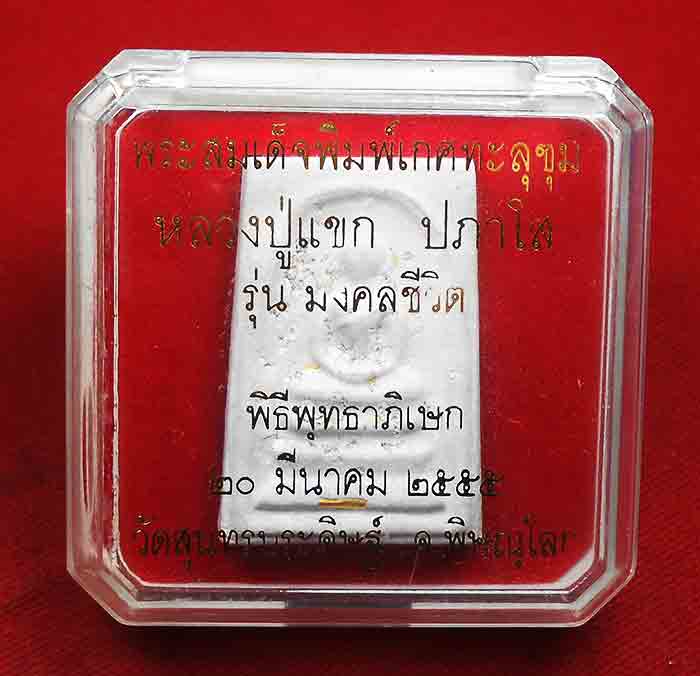 พระสมเด็จพิมพ์เกศทะลุซุ้ม
หลวงปู่แขก ปภาโส
รุ่น มงคลชีวิต
พิธีพุทธาภิเษก
๒๐ มีนาคม ๒๕๕๕
วัดสุนทรประดิษฐ์ จ.พิษณุโลก